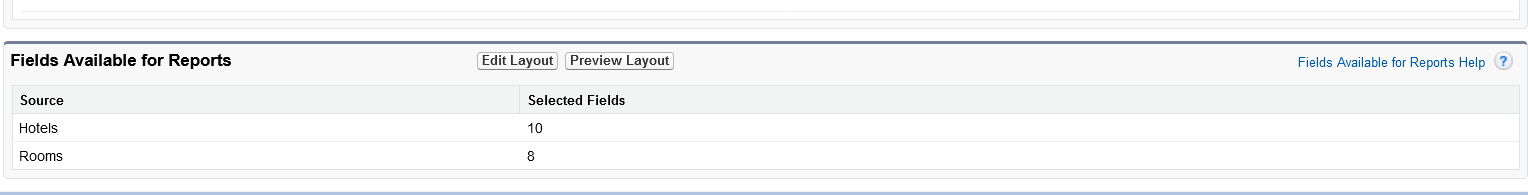 Fields Available for Reports Edit Layout Preview Layout Fields Available for Reports Help ?
Source Selected Fields
Hotels 10
Rooms 8